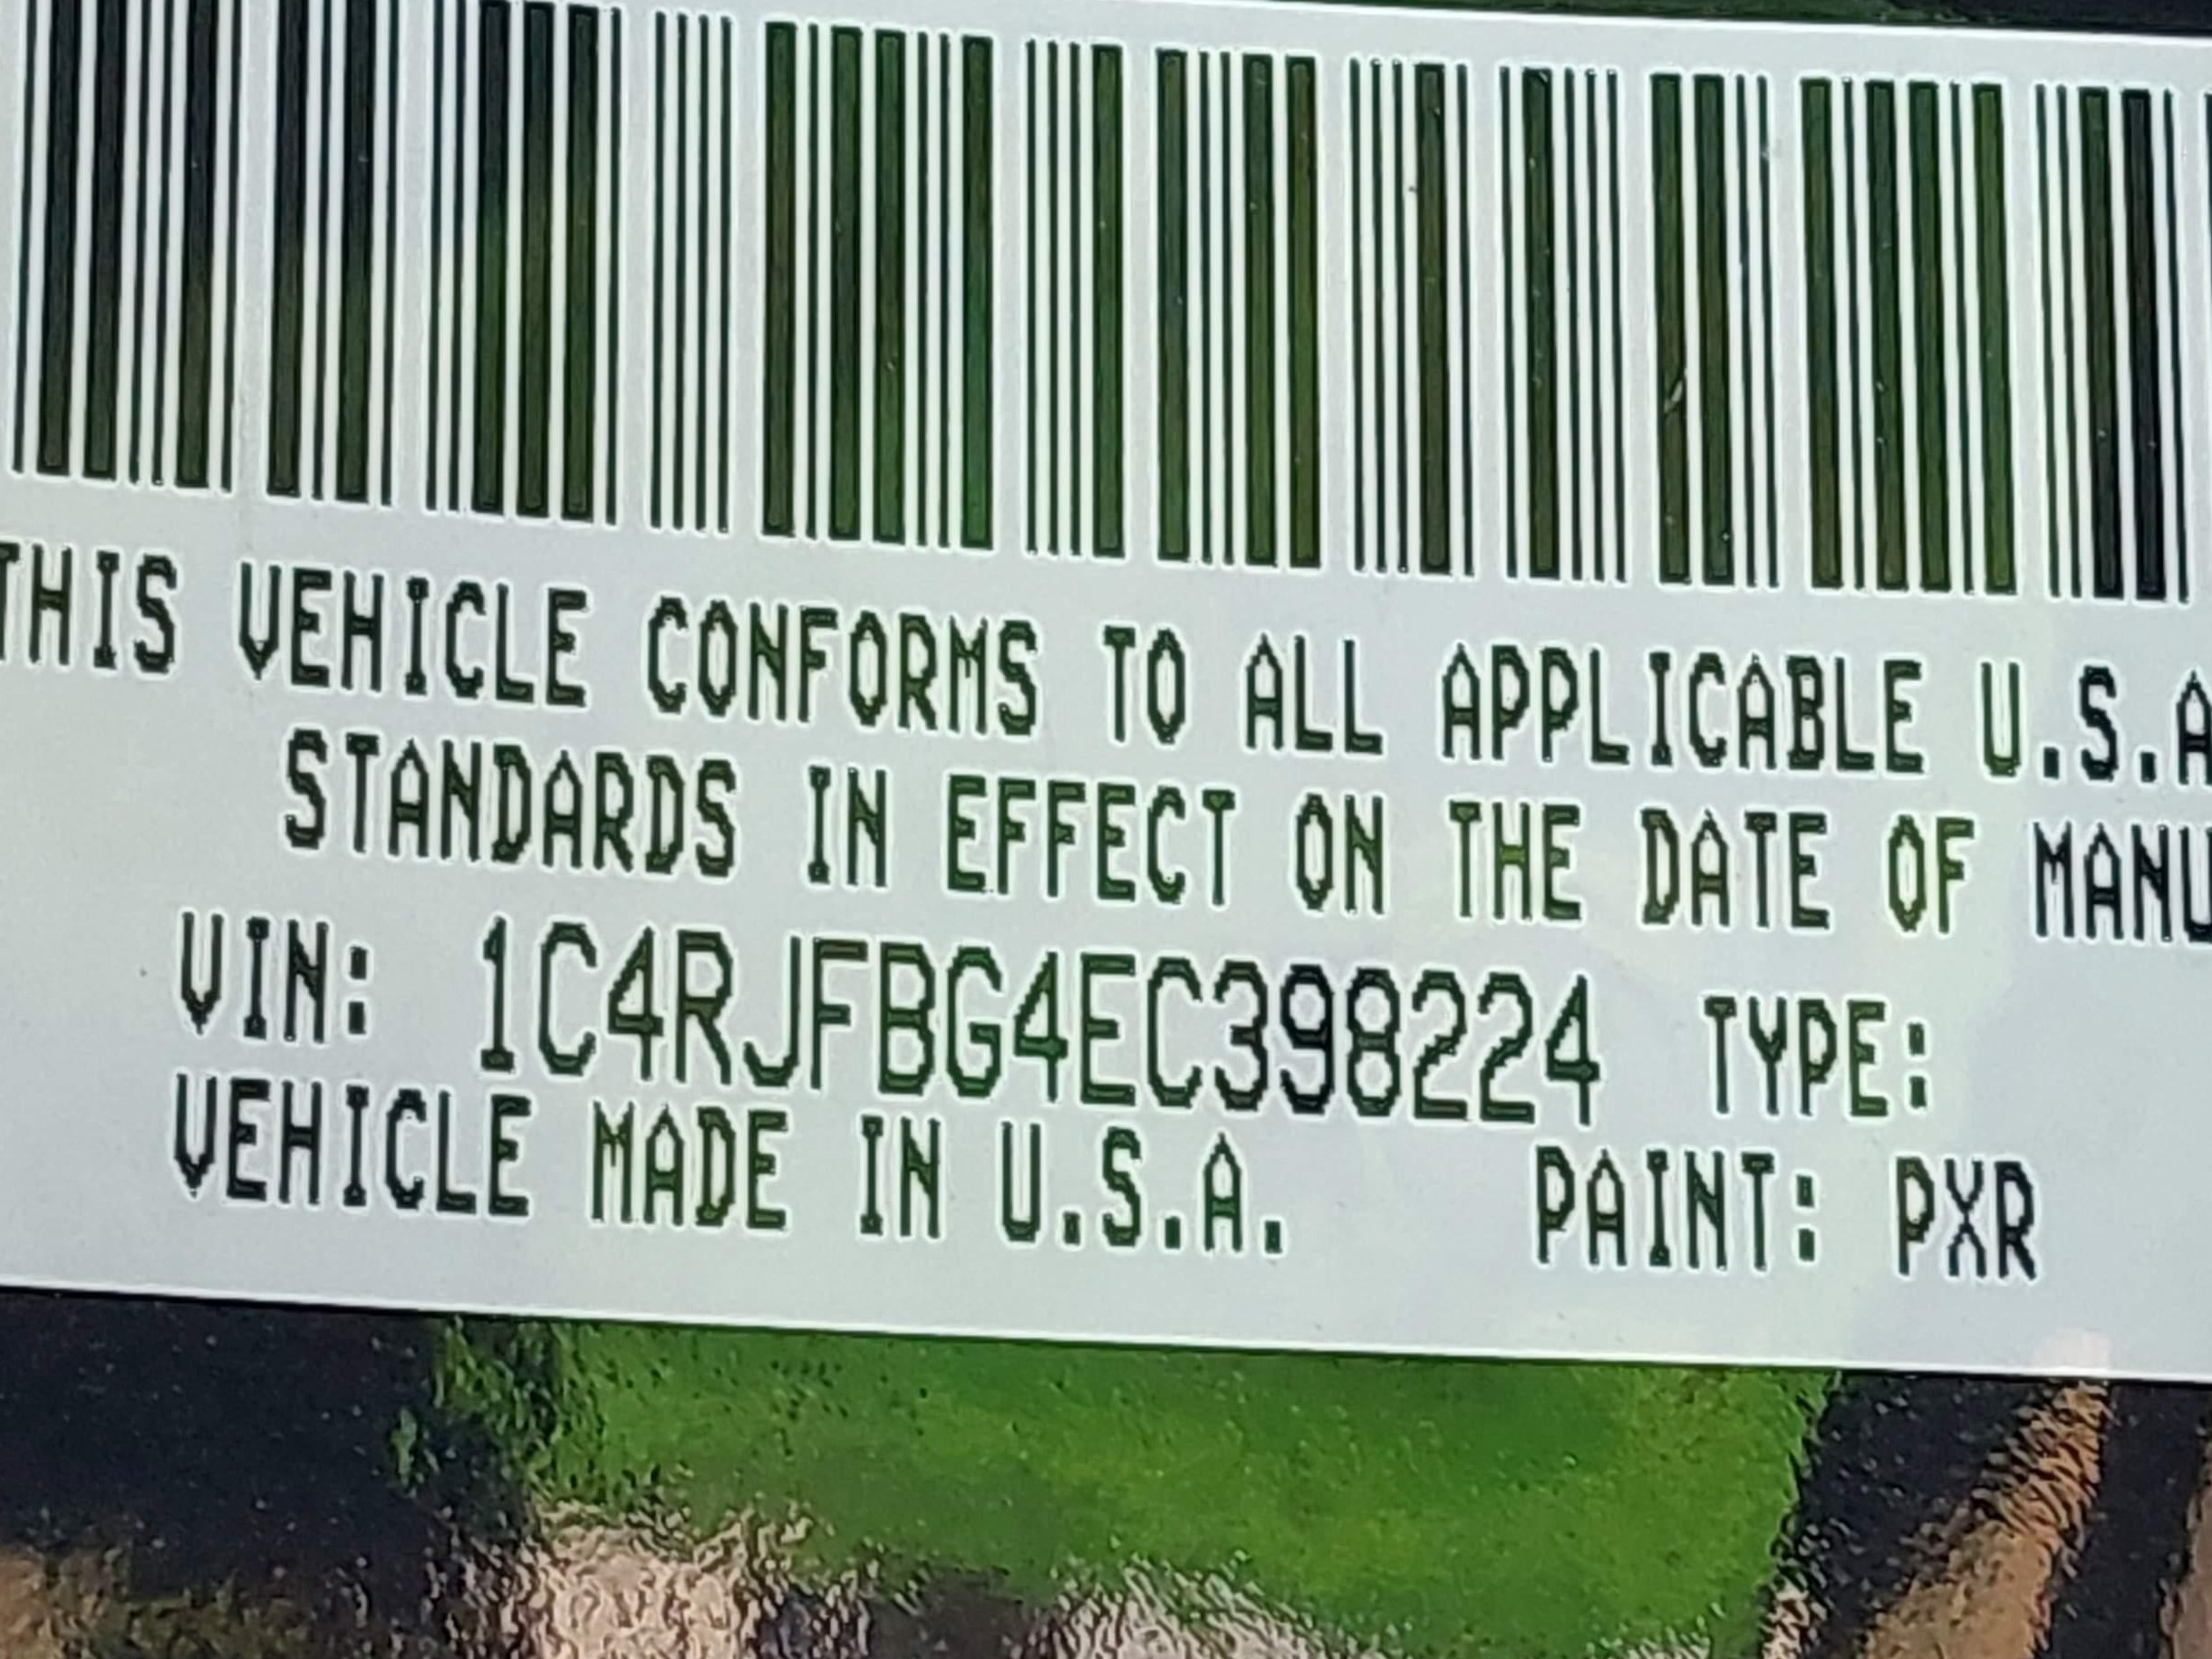 THIS VEHICLE CONFORMS TO ALL APPLICABLE U.S.A
STANDARDS IN EFFECT ON THE DATE OF MANU
VIN: 1C4RJFBG4EC398224 TYPE:
VEHICLE MADE IN U.S.A. PAINT: PXR